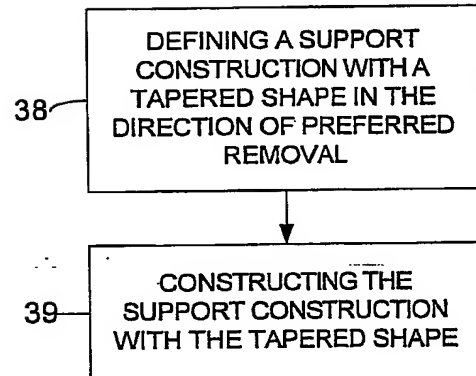 DEFINING A SUPPORT
CONSTRUCTION WITH A
TAPERED SHAPE IN THE
DIRECTION OF PREFERRED
REMOVAL
38
CONSTRUCTING THE
SUPPORT CONSTRUCTION
WITH THE TAPERED SHAPE
39